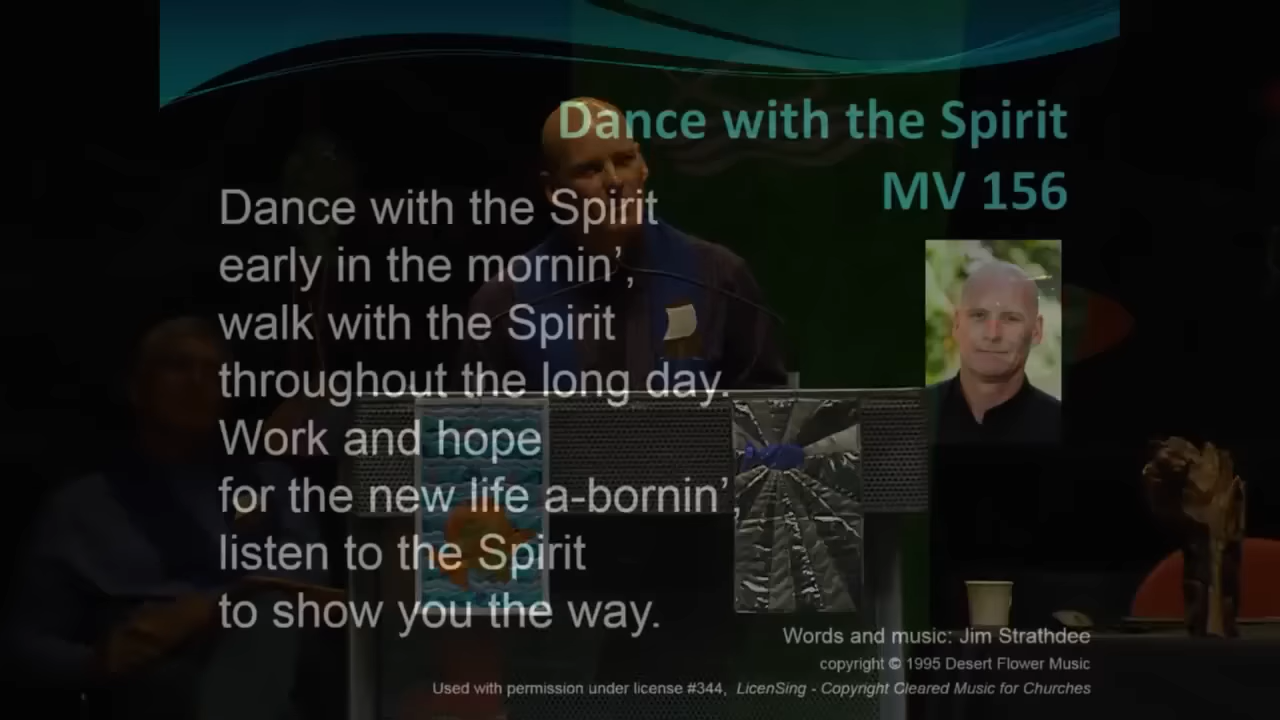 Dance with the Spirit
MV 156
Dance with the Spirit
early in the mornin’,
walk with the Spirit
throughout the long day.
Work and hope
for the new life a-bornin’,
listen to the Spirit
to show you the way.
Words and music: Jim Strathdee
copyright © 1995 Desert Flower Music
Used with permission under license #344, LicenSing - Copyright Cleared Music for Churches